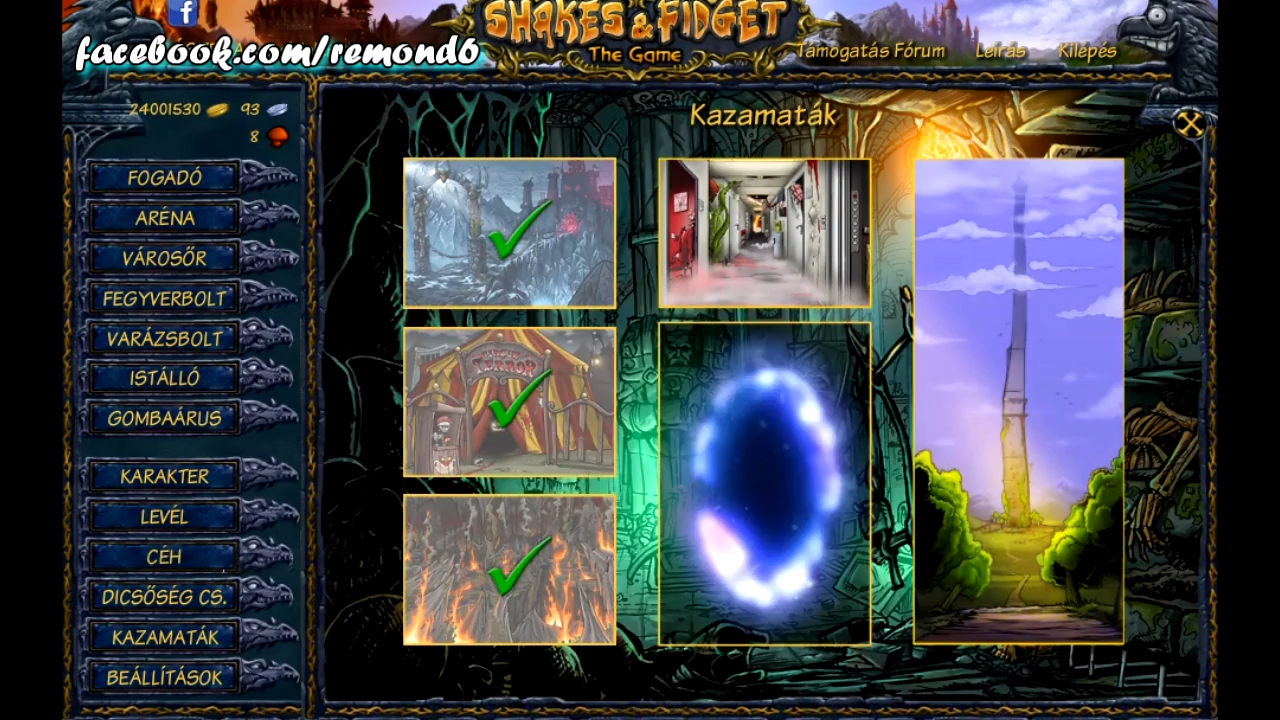 f
SHAKES & FIDGET
The Game
facebook.com/remond6
Támogatás Fórum Leírás Kilépés
24001530 93
8
Kazamaták
FOGADÓ
ARÉNA
VÁROSŐR
FEGYVERBOLT
VARÁZSBOLT
ISTÁLLÓ
GOMBAÁRUS
KARAKTER
LEVÉL
CÉH
DICSŐSÉG CS.
KAZAMATÁK
BEÁLLÍTÁSOK
TERROR